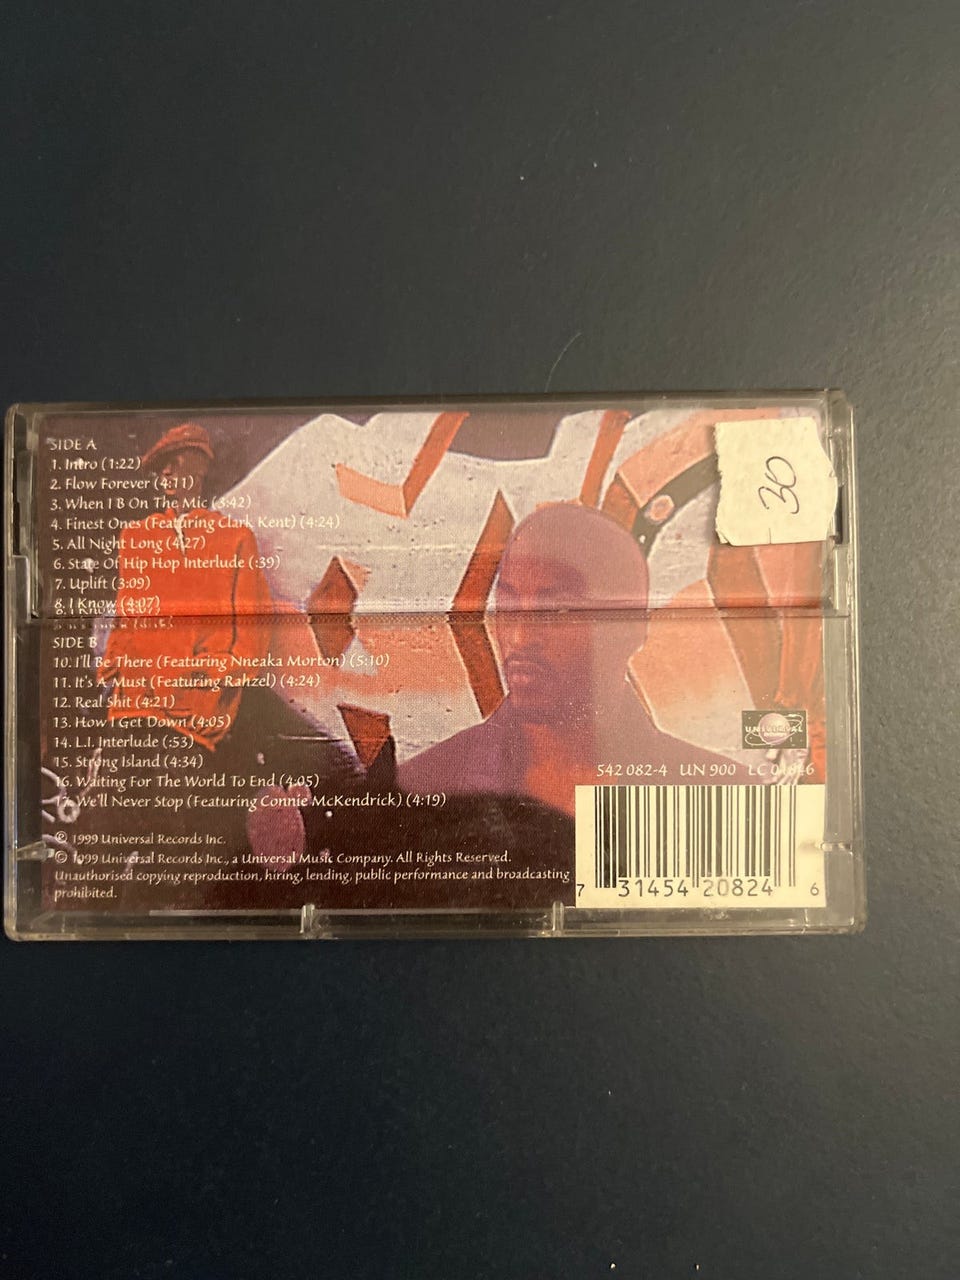 SIDE A
1. Intro (1:22)
2. Flow Forever (4:11)
3. When I B On The Mic (3:42)
4. Finest Ones (Featuring Clark Kent) (4:24)
5. All Night Long (4:27)
6. State Of Hip Hop Interlude (:39)
7. Uplift (3:09)
8. I Know (4:07)
SIDE B
10. I'll Be There (Featuring Nneaka Morton) (5:10)
11. It's A Must (Featuring Rahzel) (4:24)
12. Real Shit (4:21)
13. How I Get Down (4:05)
14. L.I. Interlude (:53)
15. Strong Island (4:34)
16. Waiting For The World To End (4:05)
17. We'll Never Stop (Featuring Connie McKendrick) (4:19)
℗ 1999 Universal Records Inc.
© 1999 Universal Records Inc., a Universal Music Company. All Rights Reserved.
Unauthorised copying reproduction, hiring, lending, public performance and broadcasting
prohibited.
30
UNIVERSAL
542 082-4 UN 900 LC
7 31454 20824 6